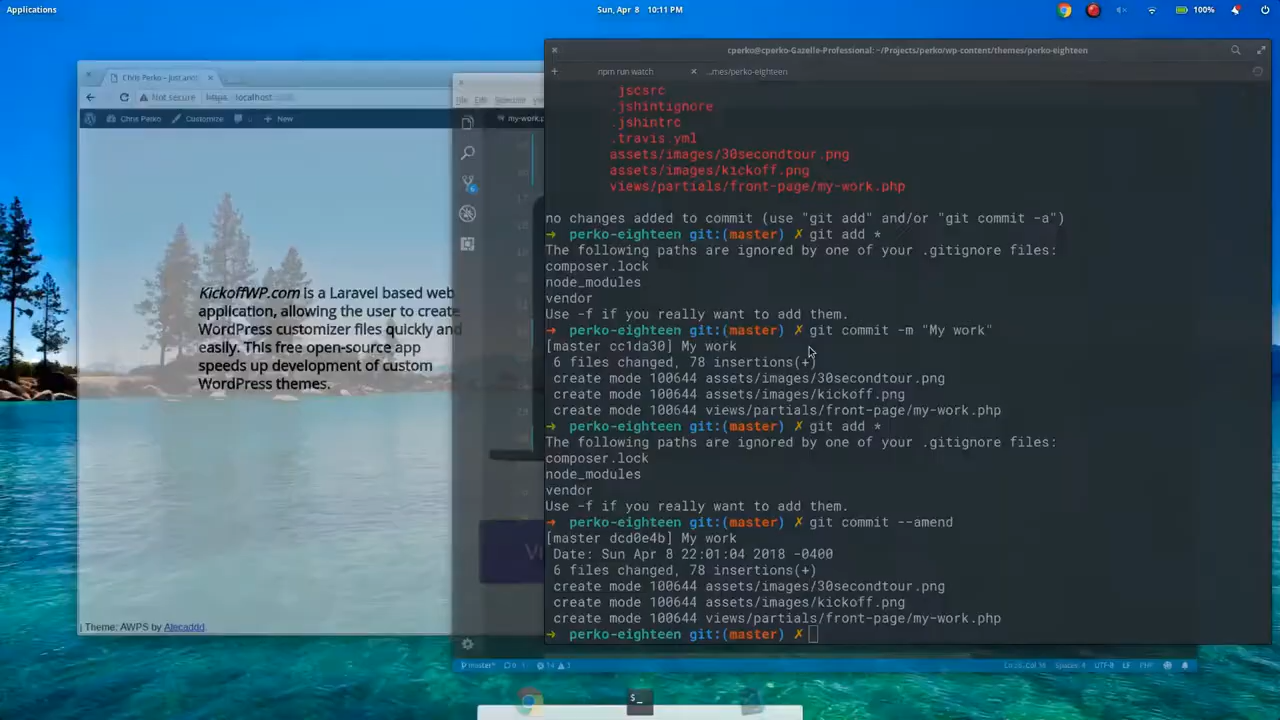 Applications
Sun, Apr 8 10:11 PM
100%
Chris Perko – Just anot
Not secure https localhost
Chris Perko Customize New
KickoffWP.com is a Laravel based web
application, allowing the user to create
WordPress customizer files quickly and
easily. This free open-source app
speeds up development of custom
WordPress themes.
Theme: AWPS by Alecaddd.
my-work.p
cperko@cperko-Gazelle-Professional: ~/Projects/perko/wp-content/themes/perko-eighteen
npm run watch
...mes/perko-eighteen
.jscsrc
.jshintignore
.jshintrc
.travis.yml
assets/images/30secondtour.png
assets/images/kickoff.png
views/partials/front-page/my-work.php
no changes added to commit (use "git add" and/or "git commit -a")
→ perko-eighteen git:(master) ✗ git add *
The following paths are ignored by one of your .gitignore files:
composer.lock
node_modules
vendor
Use -f if you really want to add them.
→ perko-eighteen git:(master) ✗ git commit -m "My work"
[master cc1da30] My work
6 files changed, 78 insertions(+)
create mode 100644 assets/images/30secondtour.png
create mode 100644 assets/images/kickoff.png
create mode 100644 views/partials/front-page/my-work.php
→ perko-eighteen git:(master) ✗ git add *
The following paths are ignored by one of your .gitignore files:
composer.lock
node_modules
vendor
Use -f if you really want to add them.
→ perko-eighteen git:(master) ✗ git commit --amend
[master dcd0e4b] My work
Date: Sun Apr 8 22:01:04 2018 -0400
6 files changed, 78 insertions(+)
create mode 100644 assets/images/30secondtour.png
create mode 100644 assets/images/kickoff.png
create mode 100644 views/partials/front-page/my-work.php
→ perko-eighteen git:(master) ✗
master* 14 UTF-8 LF PHP